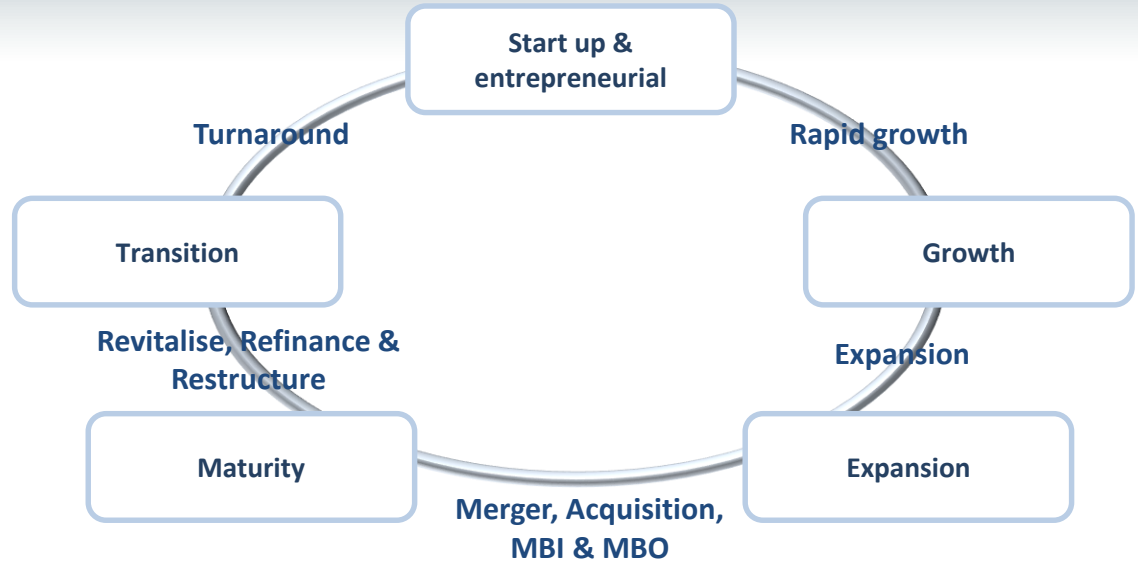 Start up &
entrepreneurial
Turnaround
Rapid growth
Transition
Growth
Revitalise, Refinance &
Restructure
Expansion
Maturity
Expansion
Merger, Acquisition,
MBI & MBO